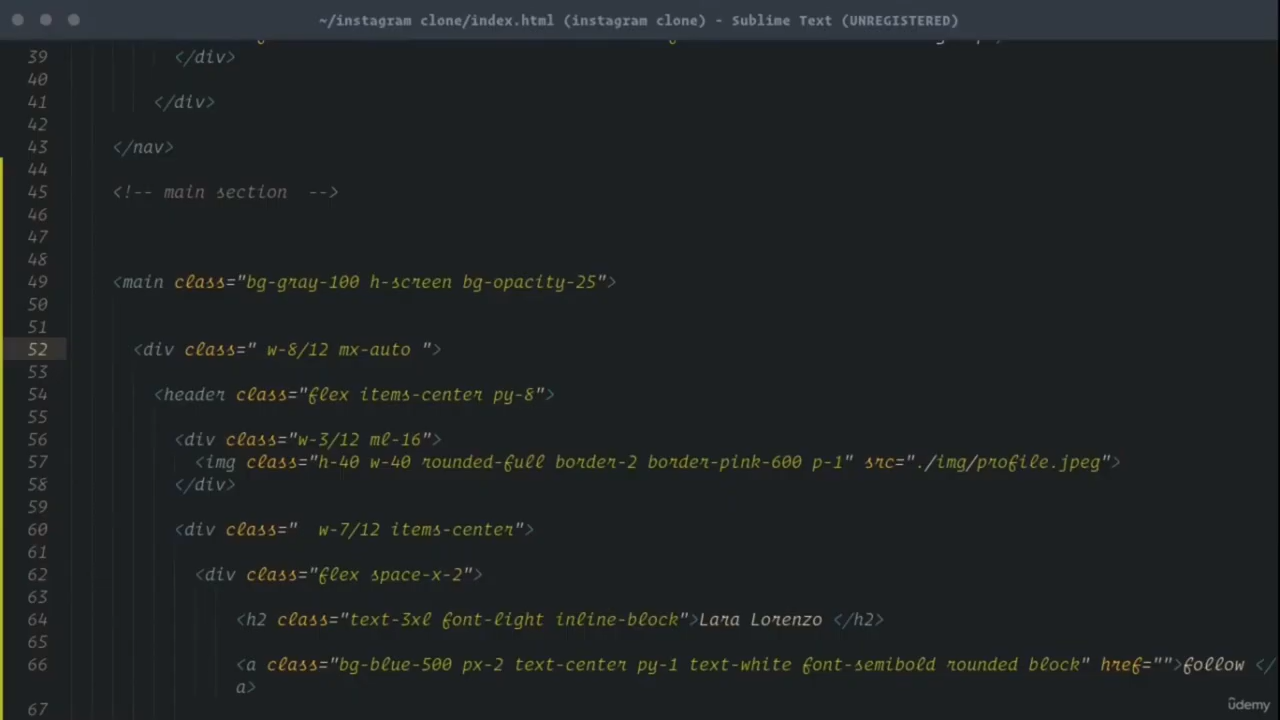 ~/instagram clone/index.html (instagram clone) - Sublime Text (UNREGISTERED)
39 </div>
40
41 </div>
42
43 </nav>
44
45 <!-- main section  -->
46
47
48
49 <main class="bg-gray-100 h-screen bg-opacity-25">
50
51
52 <div class=" w-8/12 mx-auto ">
53
54 <header class="flex items-center py-8">
55
56 <div class="w-3/12 ml-16">
57 <img class="h-40 w-40 rounded-full border-2 border-pink-600 p-1" src="./img/profile.jpeg">
58 </div>
59
60 <div class="  w-7/12 items-center">
61
62 <div class="flex space-x-2">
63
64 <h2 class="text-3xl font-light inline-block">Lara Lorenzo </h2>
65
66 <a class="bg-blue-500 px-2 text-center py-1 text-white font-semibold rounded block" href="">follow </
a>
67
ûdemy